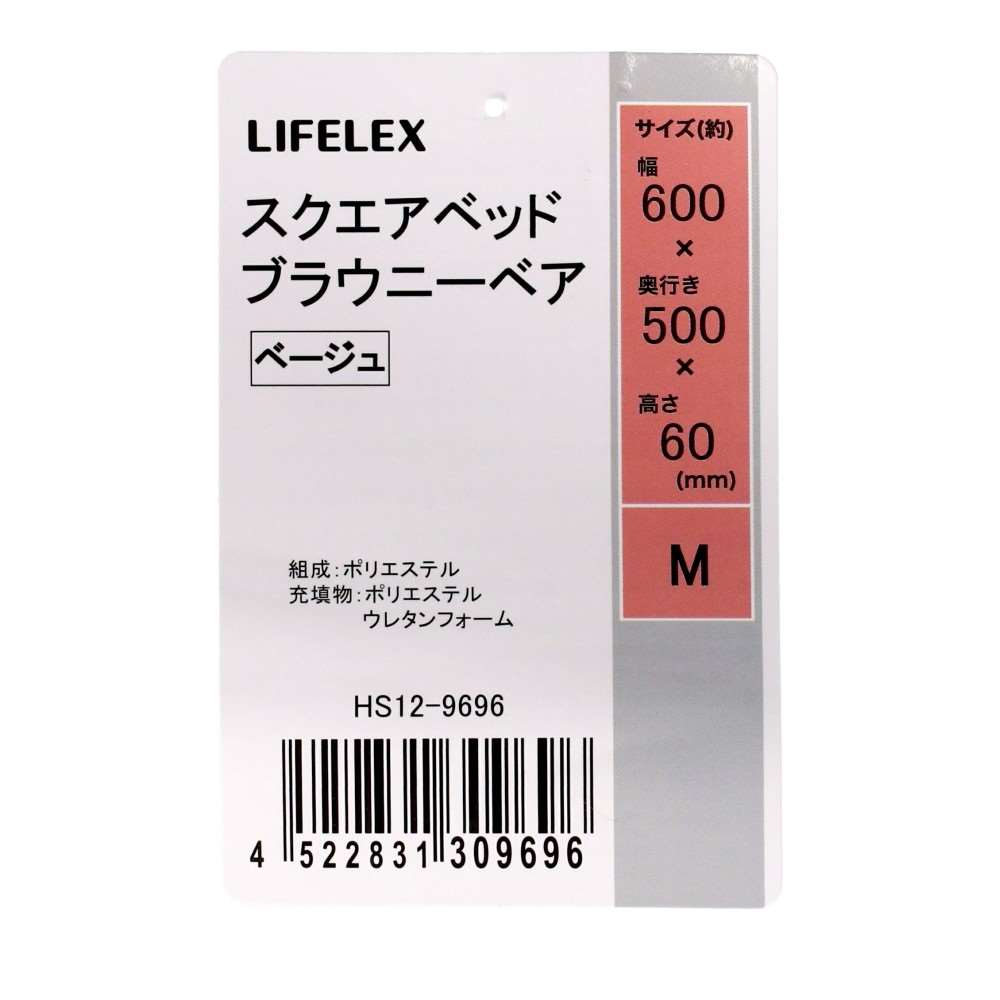 LIFELEX
スクエアベッド
ブラウニーベア
ベージュ
組成:ポリエステル
充填物:ポリエステル
ウレタンフォーム
HS12-9696
4 522831 309696
サイズ(約)
幅
600
×
奥行き
500
×
高さ
60
(mm)
M